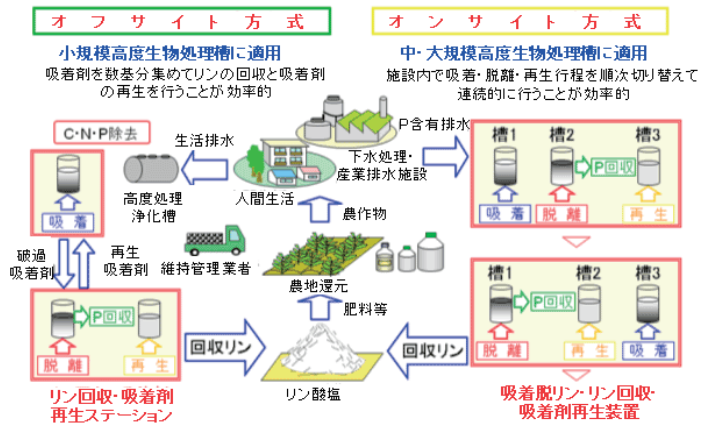 オフサイト方式
小規模高度生物処理槽に適用
吸着剤を数基分集めてリンの回収と吸着剤
の再生を行うことが効率的
オンサイト方式
中・大規模高度生物処理槽に適用
施設内で吸着・脱離・再生行程を順次切り替えて
連続的に行うことが効率的
C・N・P除去
吸着
生活排水
高度処理
浄化槽
人間生活
P含有排水
下水処理・
産業排水施設
槽1
槽2
槽3
P回収
吸着
脱離
再生
破過
吸着剤
再生
吸着剤
維持管理業者
農作物
農地還元
肥料等
槽1
槽2
槽3
P回収
脱離
再生
吸着
P回収
脱離
再生
回収リン
リン酸塩
回収リン
リン回収・吸着剤
再生ステーション
吸着脱リン・リン回収・
吸着剤再生装置